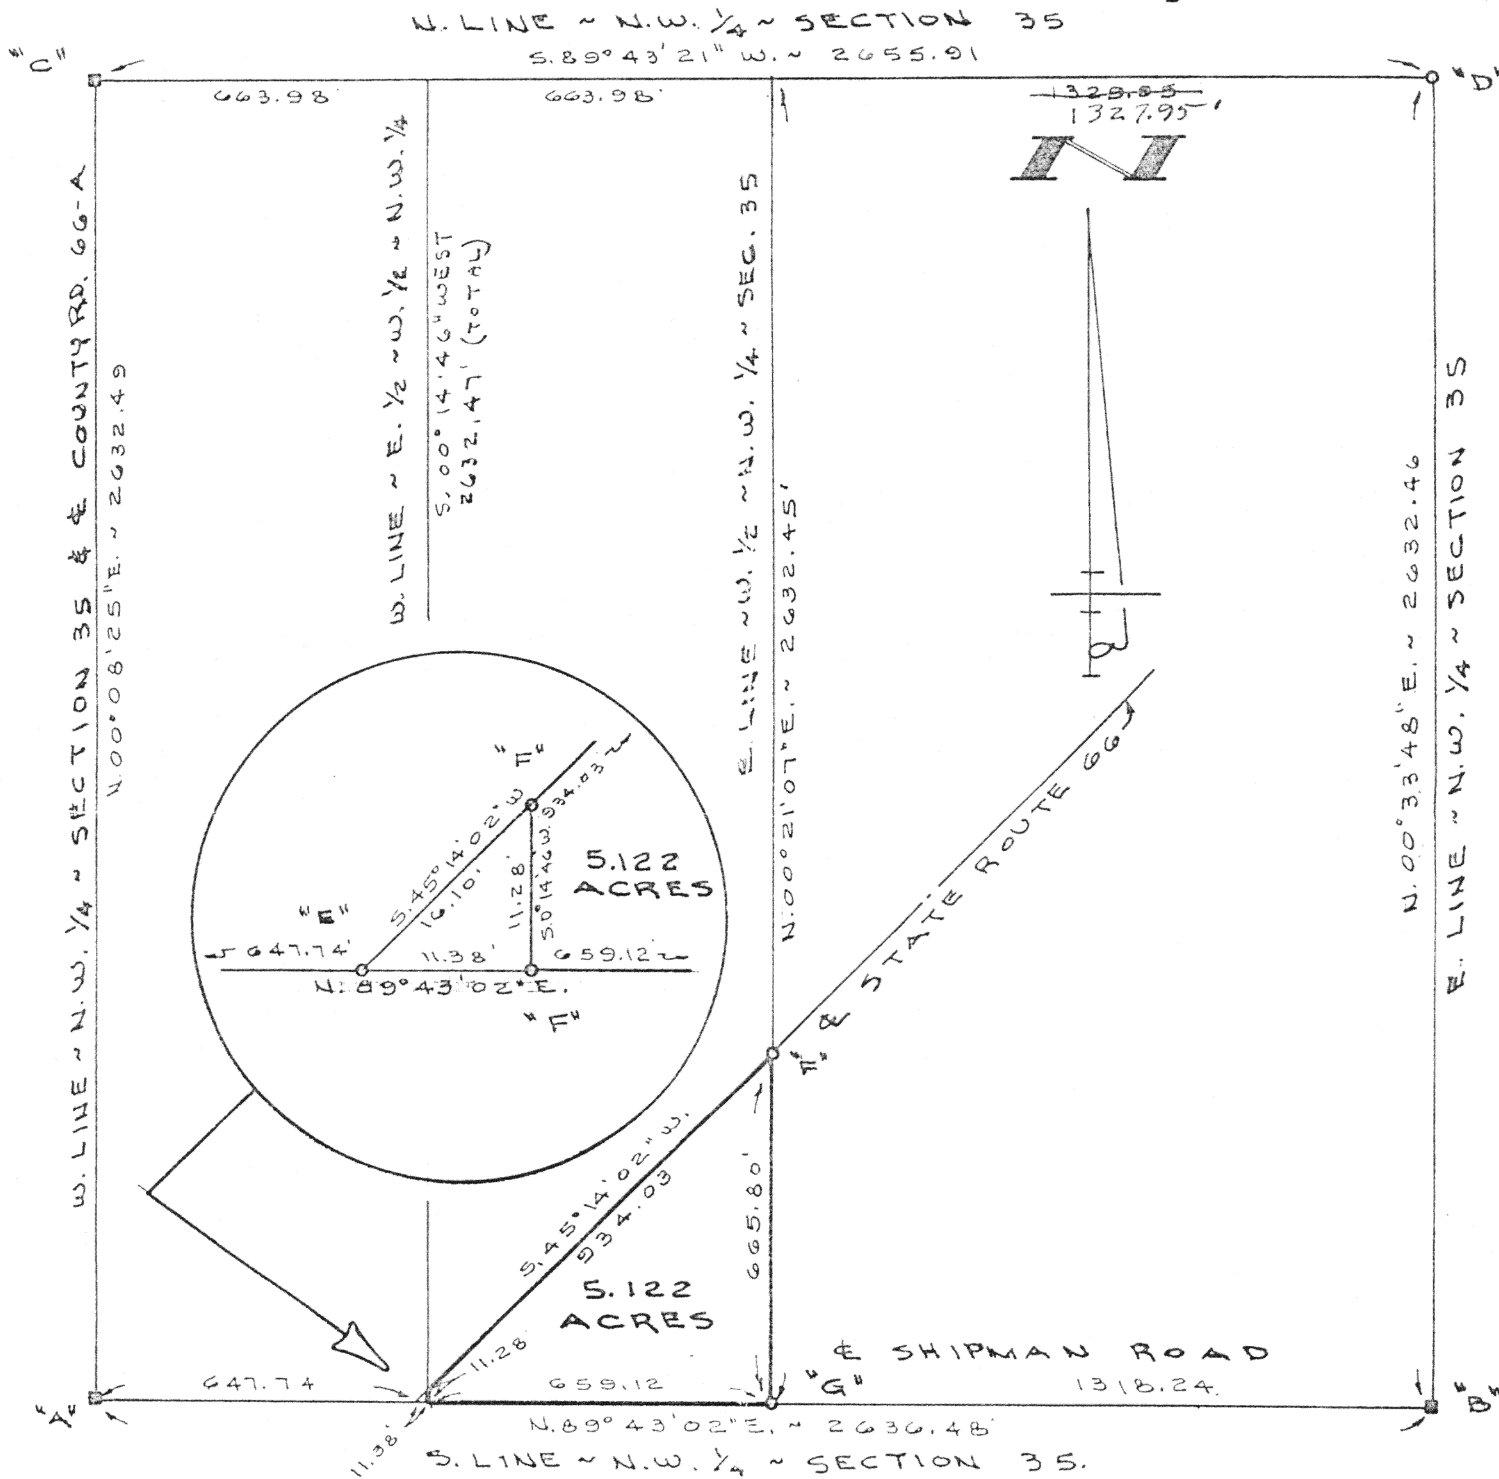 N. LINE ~ N.W. 1/4 ~ SECTION 35
S.89° 43' 21" W. ~ 2655.91
"C"
"D"
663.98'
663.98'
1328.85
1327.95'
N
W. LINE ~ N.W. 1/4 ~ SECTION 35 & ℄ COUNTY RD. 66-A
N.00° 08' 25" E. ~ 2632.49
W. LINE ~ E. 1/2 ~ W. 1/2 ~ N.W. 1/4
S. 00° 14' 46" WEST
2632.47' (TOTAL)
E. LINE ~ W. 1/2 ~ N.W. 1/4 ~ SEC. 35
N.00° 21' 07" E. ~ 2632.45'
N.00° 33' 48" E. ~ 2632.46
E. LINE ~ N.W. 1/4 ~ SECTION 35
℄ STATE ROUTE 66
"F"
S.45° 14' 02" W 934.03'
16.10'
11.28'
S.0° 14' 46" W.
5.122
ACRES
"E"
647.74'
11.38'
659.12'
N. 89° 43' 02" E.
"F"
"F"
S. 45° 14' 02" W.
934.03
665.80'
5.122
ACRES
11.28'
℄ SHIPMAN ROAD
"A"
647.74
659.12
"G"
1318.24
"B"
N.89° 43' 02" E. ~ 2636.48'
11.38'
S. LINE ~ N.W. 1/4 ~ SECTION 35.